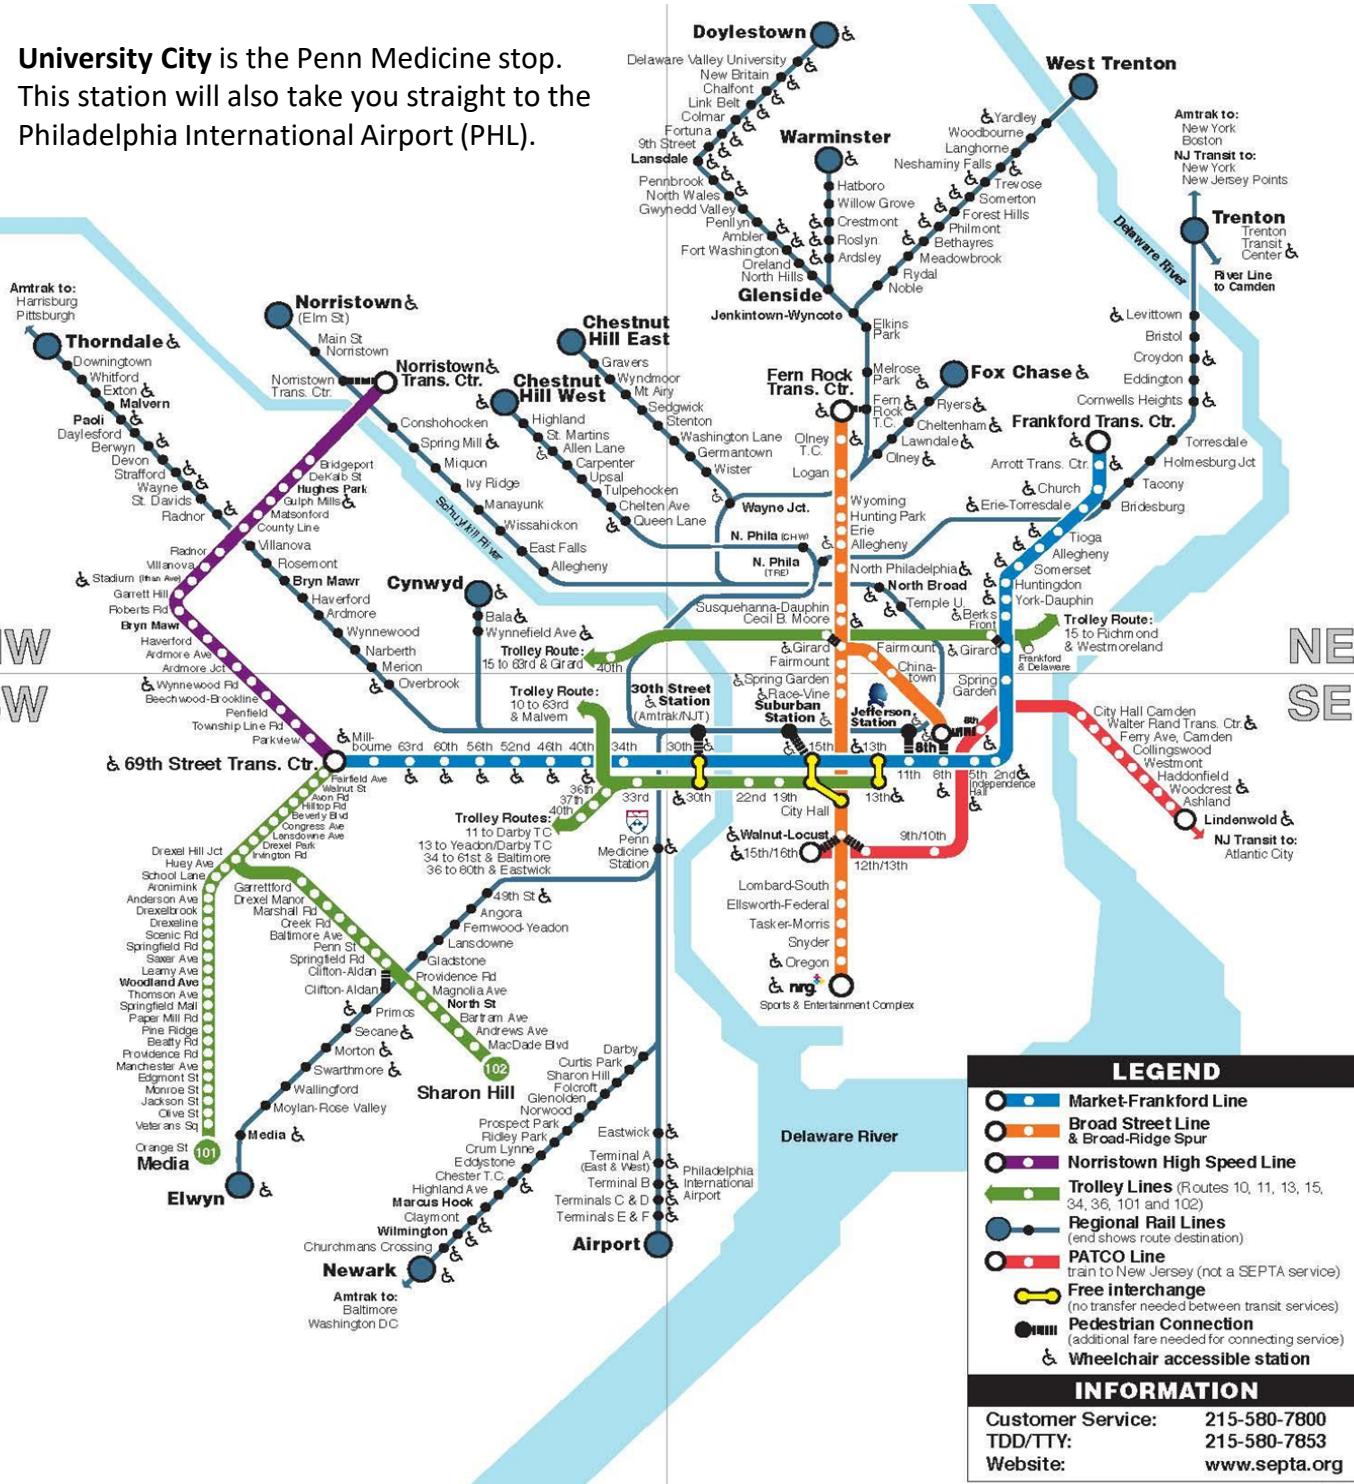 University City is the Penn Medicine stop.
This station will also take you straight to the
Philadelphia International Airport (PHL).
Doylestown
Delaware Valley University
New Britain
Chalfont
Link Belt
Colmar
Fortuna
9th Street
Lansdale
Pennbrook
North Wales
Gwynedd Valley
Penllyn
Ambler
Fort Washington
Oreland
North Hills
Glenside
Jenkintown-Wyncote
Warminster
Hatboro
Willow Grove
Crestmont
Roslyn
Ardsley
West Trenton
Yardley
Woodbourne
Langhorne
Neshaminy Falls
Trevose
Somerton
Forest Hills
Philmont
Bethayres
Meadowbrook
Rydal
Noble
Elkins
Park
Melrose
Park
Fern
Rock
T.C.
Amtrak to:
New York
Boston
NJ Transit to:
New York
New Jersey Points
Trenton
Trenton
Transit
Center
River Line
to Camden
Delaware River
Levittown
Bristol
Croydon
Eddington
Cornwells Heights
Torresdale
Holmesburg Jct
Tacony
Bridesburg
Amtrak to:
Harrisburg
Pittsburgh
Thorndale
Downingtown
Whitford
Exton
Malvern
Paoli
Daylesford
Berwyn
Devon
Strafford
Wayne
St. Davids
Radnor
Villanova
Rosemont
Bryn Mawr
Haverford
Ardmore
Wynnewood
Narberth
Merion
Overbrook
Norristown
(Elm St)
Main St
Norristown
Norristown
Trans. Ctr.
Norristown
Trans. Ctr.
Conshohocken
Spring Mill
Miquon
Ivy Ridge
Manayunk
Wissahickon
East Falls
Allegheny
Schuylkill River
Bridgeport
DeKalb St
Hughes Park
Gulph Mills
Matsonford
County Line
Radnor
Villanova
Stadium (Ithan Ave)
Garrett Hill
Roberts Rd
Bryn Mawr
Haverford
Ardmore Ave
Ardmore Jct
Wynnewood Rd
Beechwood-Brookline
Penfield
Township Line Rd
Parkview
69th Street Trans. Ctr.
Chestnut
Hill East
Gravers
Wyndmoor
Mt Airy
Sedgwick
Stenton
Washington Lane
Germantown
Wister
Wayne Jct.
Chestnut
Hill West
Highland
St. Martins
Allen Lane
Carpenter
Upsal
Tulpehocken
Chelten Ave
Queen Lane
N. Phila (CHW)
N. Phila
(TRE)
Fox Chase
Ryers
Cheltenham
Lawndale
Olney
Fern Rock
Trans. Ctr.
Olney
T.C.
Logan
Wyoming
Hunting Park
Erie
Allegheny
North Philadelphia
North Broad
Temple U.
Susquehanna-Dauphin
Cecil B. Moore
Girard
Fairmount
Spring Garden
Race-Vine
Fairmount
China-
town
Frankford Trans. Ctr.
Arrott Trans. Ctr.
Church
Erie-Torresdale
Tioga
Allegheny
Somerset
Huntingdon
York-Dauphin
Berks
Front
Girard
Spring
Garden
Frankford
& Delaware
Trolley Route:
15 to Richmond
& Westmoreland
Cynwyd
Bala
Wynnefield Ave
Trolley Route:
15 to 63rd & Girard
40th
Trolley Route:
10 to 63rd
& Malvern
30th Street
Station
(Amtrak/NJT)
Suburban
Station
Jefferson
Station
8th
NW
SW
NE
SE
Mill-
bourne
63rd
60th
56th
52nd
46th
40th
34th
30th
15th
13th
11th
8th
8th
5th
Independence
Hall
2nd
36th
37th
40th
33rd
30th
22nd
19th
City Hall
13th
Trolley Routes:
11 to Darby TC
13 to Yeadon/Darby TC
34 to 61st & Baltimore
36 to 80th & Eastwick
Penn
Medicine
Station
Walnut-Locust
15th/16th
12th/13th
9th/10th
Lombard-South
Ellsworth-Federal
Tasker-Morris
Snyder
Oregon
nrg
Sports & Entertainment Complex
City Hall Camden
Walter Rand Trans. Ctr.
Ferry Ave, Camden
Collingswood
Westmont
Haddonfield
Woodcrest
Ashland
Lindenwold
NJ Transit to:
Atlantic City
Fairfield Ave
Walnut St
Avon Rd
Hilltop Rd
Beverly Blvd
Congress Ave
Lansdowne Ave
Drexel Park
Irvington Rd
Drexel Hill Jct
Huey Ave
School Lane
Aronimink
Anderson Ave
Drexelbrook
Drexeline
Scenic Rd
Springfield Rd
Saxer Ave
Leamy Ave
Woodland Ave
Thomson Ave
Springfield Mall
Paper Mill Rd
Pine Ridge
Beatty Rd
Providence Rd
Manchester Ave
Edgmont St
Monroe St
Jackson St
Olive St
Veterans Sq
Orange St
Media
101
Garrettford
Drexel Manor
Marshall Rd
Creek Rd
Baltimore Ave
Penn St
Springfield Rd
Clifton-Aldan
Clifton-Aldan
Providence Rd
Magnolia Ave
North St
Bartram Ave
Andrews Ave
MacDade Blvd
102
Sharon Hill
49th St
Angora
Fernwood-Yeadon
Lansdowne
Gladstone
Primos
Secane
Morton
Swarthmore
Wallingford
Moylan-Rose Valley
Media
Elwyn
Darby
Curtis Park
Sharon Hill
Folcroft
Glenolden
Norwood
Prospect Park
Ridley Park
Crum Lynne
Eddystone
Chester T.C.
Highland Ave
Marcus Hook
Claymont
Wilmington
Churchmans Crossing
Newark
Amtrak to:
Baltimore
Washington DC
Eastwick
Terminal A
(East & West)
Terminal B
Terminals C & D
Terminals E & F
Philadelphia
International
Airport
Airport
Delaware River
LEGEND
Market-Frankford Line
Broad Street Line
& Broad-Ridge Spur
Norristown High Speed Line
Trolley Lines (Routes 10, 11, 13, 15,
34, 36, 101 and 102)
Regional Rail Lines
(end shows route destination)
PATCO Line
train to New Jersey (not a SEPTA service)
Free interchange
(no transfer needed between transit services)
Pedestrian Connection
(additional fare needed for connecting service)
Wheelchair accessible station
INFORMATION
Customer Service: 215-580-7800
TDD/TTY: 215-580-7853
Website: www.septa.org